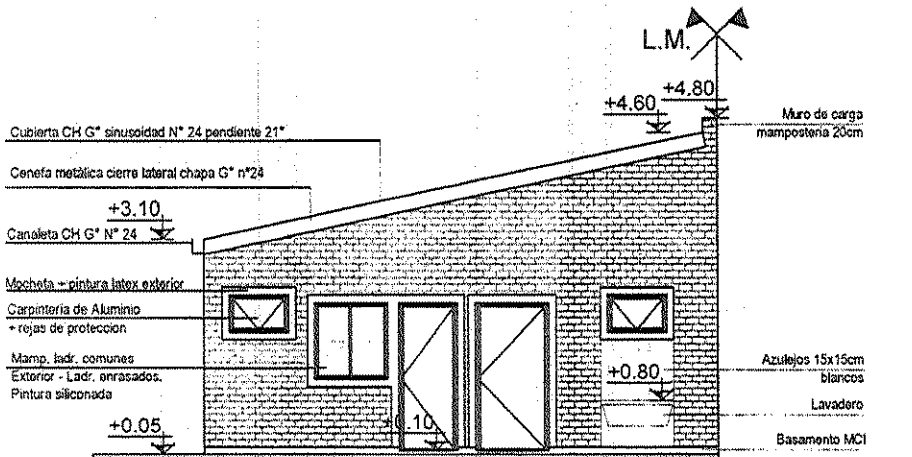 L.M.
+4.80
+4.60
Muro de carga
mamposteria 20cm
Cubierta CH G° sinusoidad N° 24 pendiente 21°
Cenefa metálica cierre lateral chapa G° n°24
+3.10
Canaleta CH G° N° 24
Mocheta + pintura latex exterior
Carpinteria de Aluminio
+ rejas de proteccion
Mamp. ladr. comunes
Exterior - Ladr. enrasados.
Pintura siliconada
Azulejos 15x15cm
blancos
+0.80
Lavadero
+0.10
+0.05
Basamento MCI